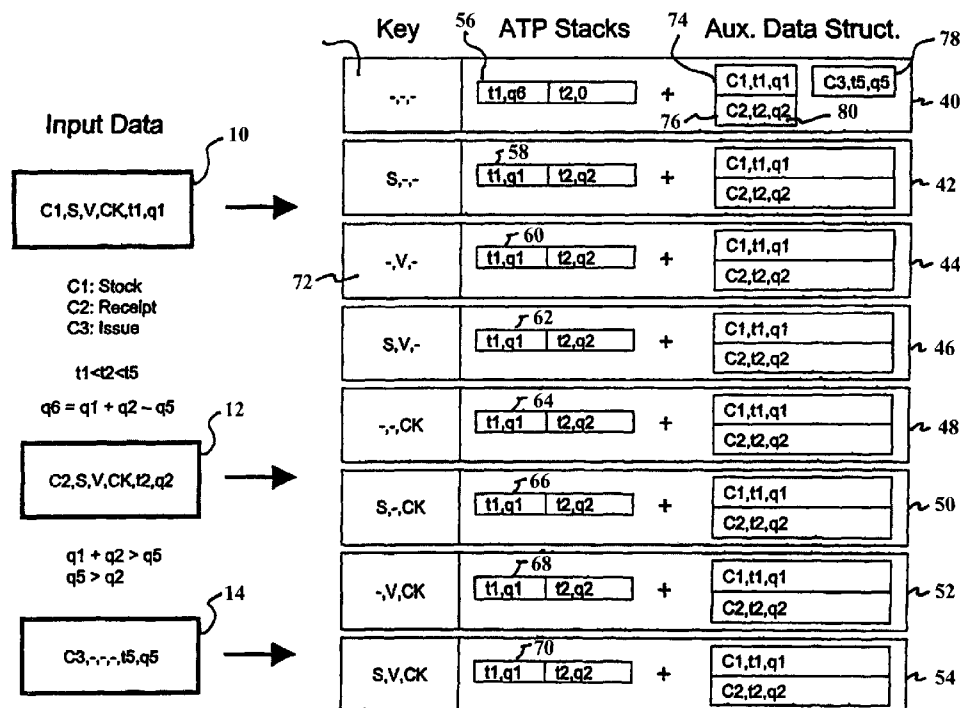 Key
ATP Stacks
Aux. Data Struct.
Input Data
10
C1,S,V,CK,t1,q1
C1: Stock
C2: Receipt
C3: Issue
t1<t2<t5
q6 = q1 + q2 – q5
12
C2,S,V,CK,t2,q2
q1 + q2 > q5
q5 > q2
14
C3,-,-,-,t5,q5
-,-,-
56
t1,q6 t2,0
+
74
C1,t1,q1
78
C3,t5,q5
76
C2,t2,q2
80
40
S,-,-
58
t1,q1 t2,q2
+
C1,t1,q1
C2,t2,q2
42
72
-,V,-
60
t1,q1 t2,q2
+
C1,t1,q1
C2,t2,q2
44
S,V,-
62
t1,q1 t2,q2
+
C1,t1,q1
C2,t2,q2
46
-,-,CK
64
t1,q1 t2,q2
+
C1,t1,q1
C2,t2,q2
48
S,-,CK
66
t1,q1 t2,q2
+
C1,t1,q1
C2,t2,q2
50
-,V,CK
68
t1,q1 t2,q2
+
C1,t1,q1
C2,t2,q2
52
S,V,CK
70
t1,q1 t2,q2
+
C1,t1,q1
C2,t2,q2
54